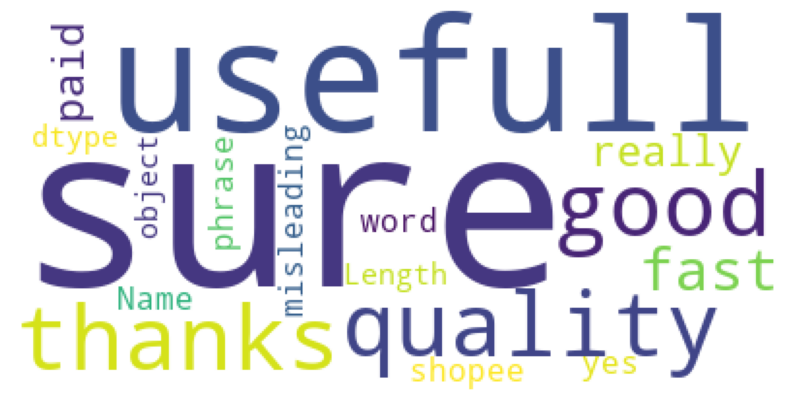 paid
usefull
dtype
object
phrase
misleading
really
sure
word
good
Length
fast
Name
thanks
quality
shopee
yes